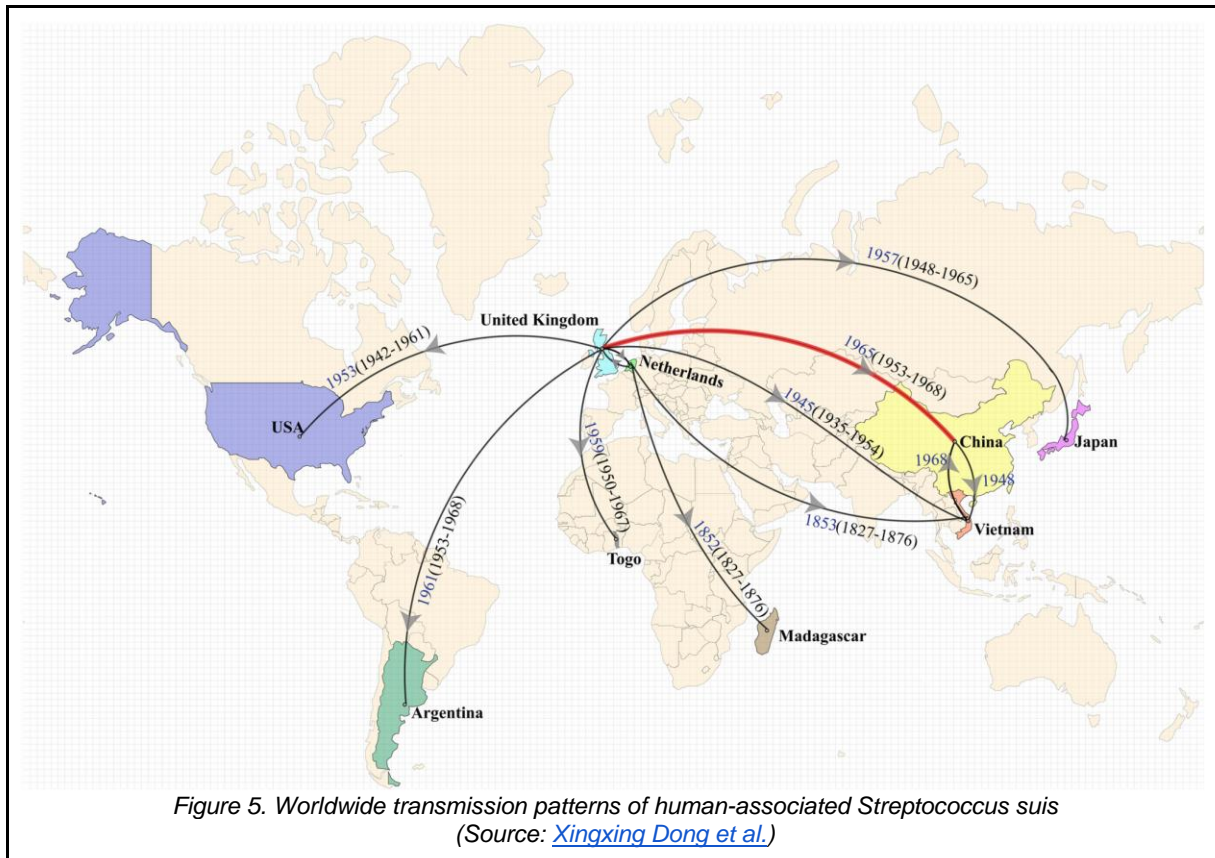 1957(1948-1965)
United Kingdom
1953(1942-1961)
Netherlands
1965(1953-1968)
1945(1935-1954)
USA
China
Japan
1968
1948
1959(1950-1967)
Vietnam
1853(1827-1876)
Togo
1852(1827-1876)
1961(1953-1968)
Madagascar
Argentina
Figure 5. Worldwide transmission patterns of human-associated Streptococcus suis
(Source: Xingxing Dong et al.)